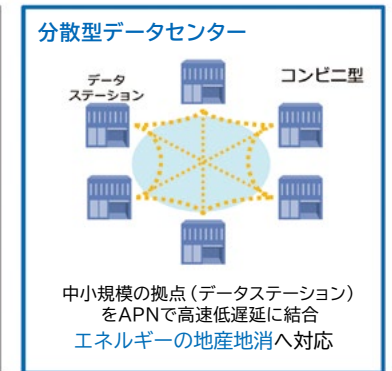 分散型データセンター
データ
ステーション
コンビニ型
中小規模の拠点（データステーション）
をAPNで高速低遅延に結合
エネルギーの地産地消へ対応